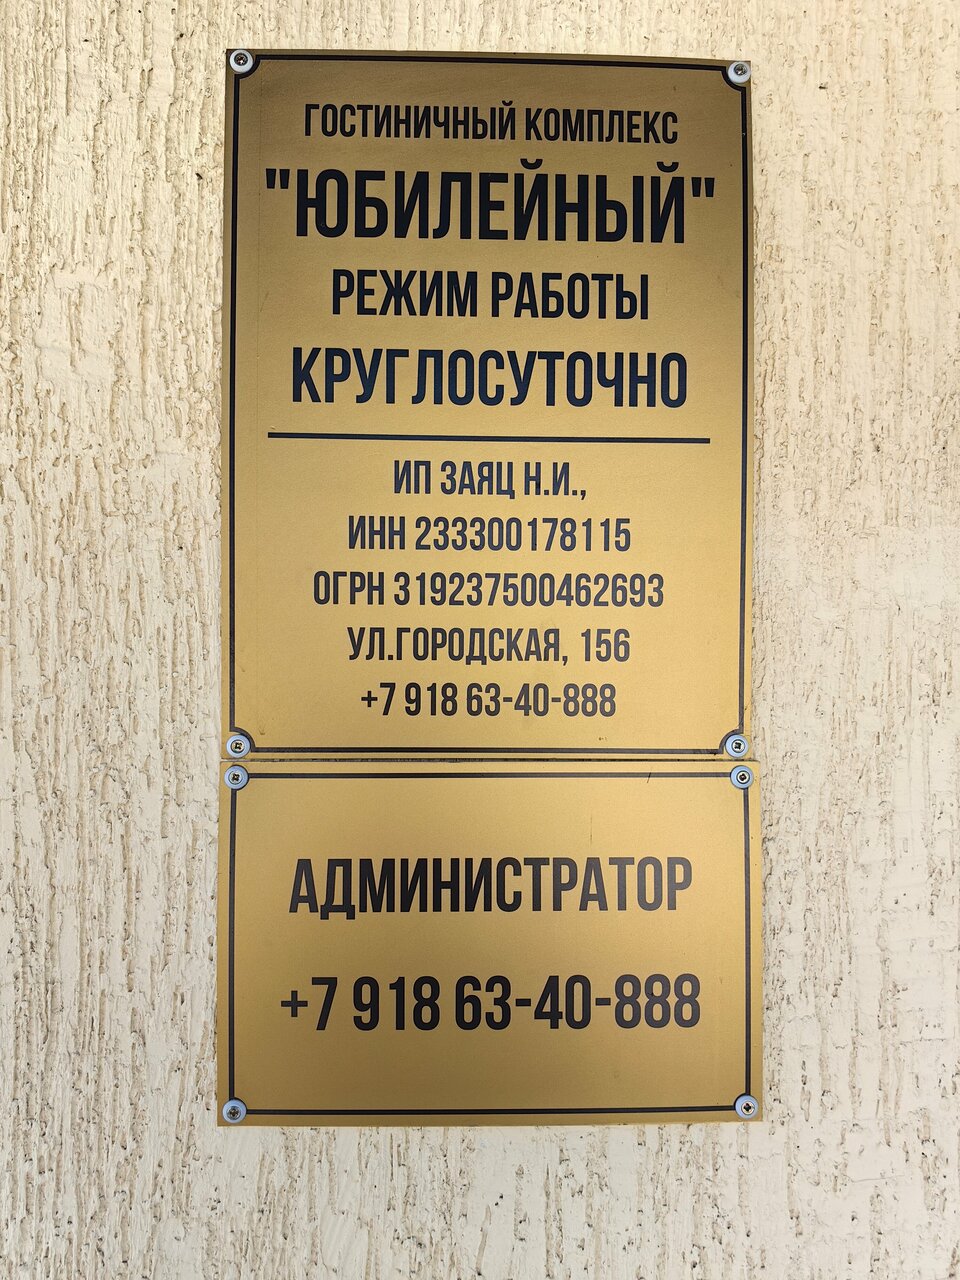 ГОСТИНИЧНЫЙ КОМПЛЕКС
"ЮБИЛЕЙНЫЙ"
РЕЖИМ РАБОТЫ
КРУГЛОСУТОЧНО
ИП ЗАЯЦ Н.И.,
ИНН 233300178115
ОГРН 319237500462693
УЛ.ГОРОДСКАЯ, 156
+7 918 63-40-888
АДМИНИСТРАТОР
+7 918 63-40-888